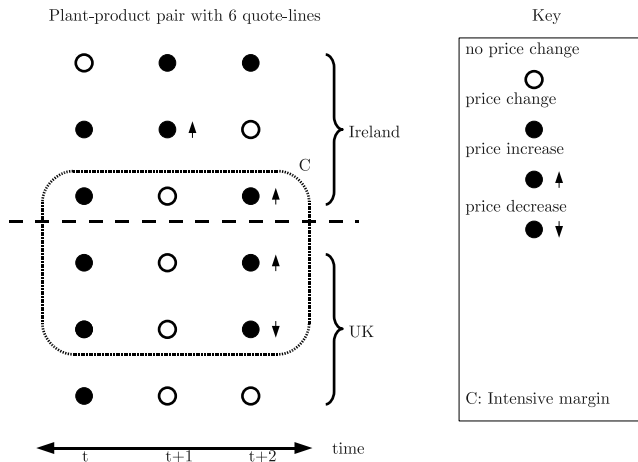 Plant-product pair with 6 quote-lines
Key
no price change
price change
price increase
price decrease
C: Intensive margin
Ireland
C
UK
t
t+1
t+2
time